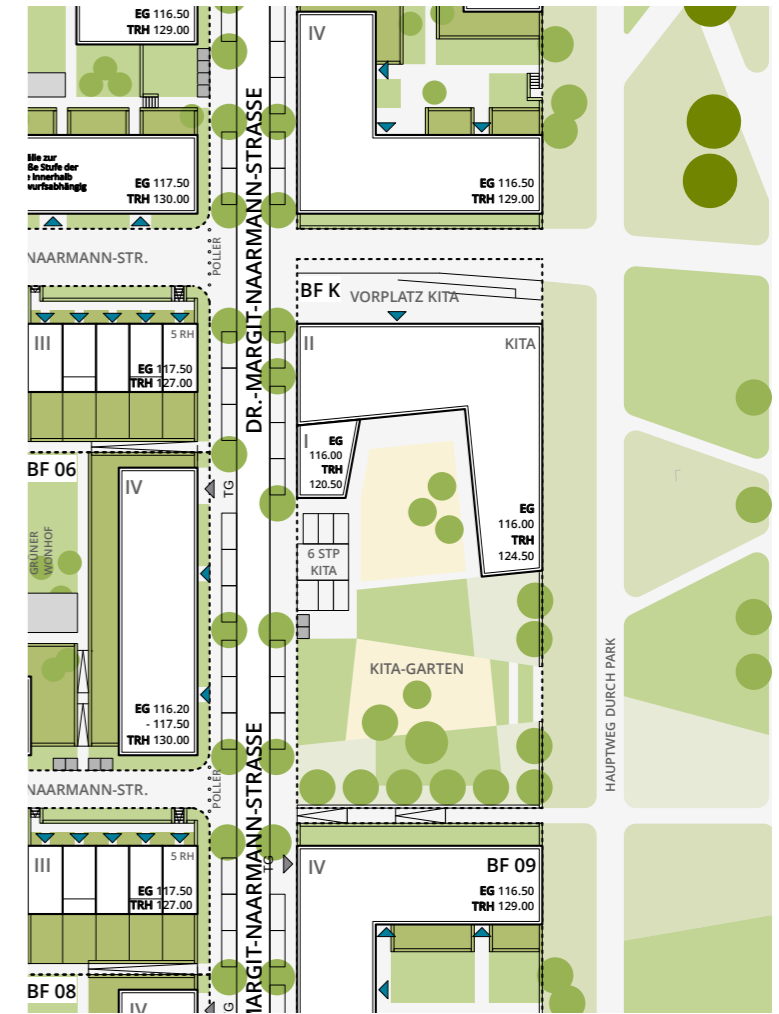 EG 116.50
TRH 129.00
IV
DR.-MARGIT-NAARMANN-STRASSE
ße Stufe der
e innerhalb
wurfsabhängig
EG 117.50
TRH 130.00
EG 116.50
TRH 129.00
NAARMANN-STR.
POLLER
BF K
VORPLATZ KITA
III
5 RH
EG 117.50
TRH 127.00
II
KITA
I
EG
116.00
TRH
120.50
BF 06
IV
TG
GRÜNER
WONHOF
EG
116.00
TRH
124.50
6 STP
KITA
KITA-GARTEN
HAUPTWEG DURCH PARK
EG 116.20
- 117.50
TRH 130.00
NAARMANN-STR.
POLLER
MARGIT-NAARMANN-STRASSE
III
5 RH
EG 117.50
TRH 127.00
TG
IV
BF 09
EG 116.50
TRH 129.00
BF 08
IV
TG
MARGIT-NAARMANN-STRASSE